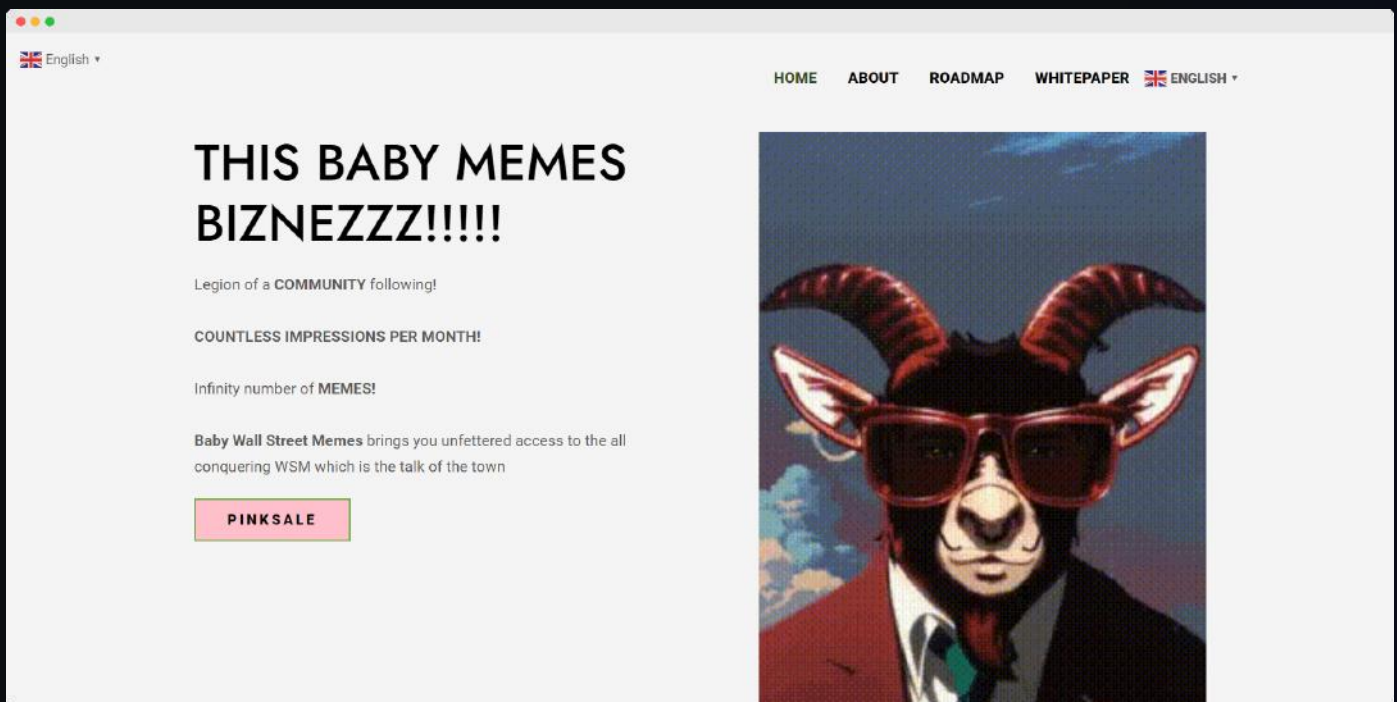 English ▾
HOME ABOUT ROADMAP WHITEPAPER ENGLISH ▾
THIS BABY MEMES
BIZNEZZZ!!!!!
Legion of a COMMUNITY following!
COUNTLESS IMPRESSIONS PER MONTH!
Infinity number of MEMES!
Baby Wall Street Memes brings you unfettered access to the all
conquering WSM which is the talk of the town
PINKSALE